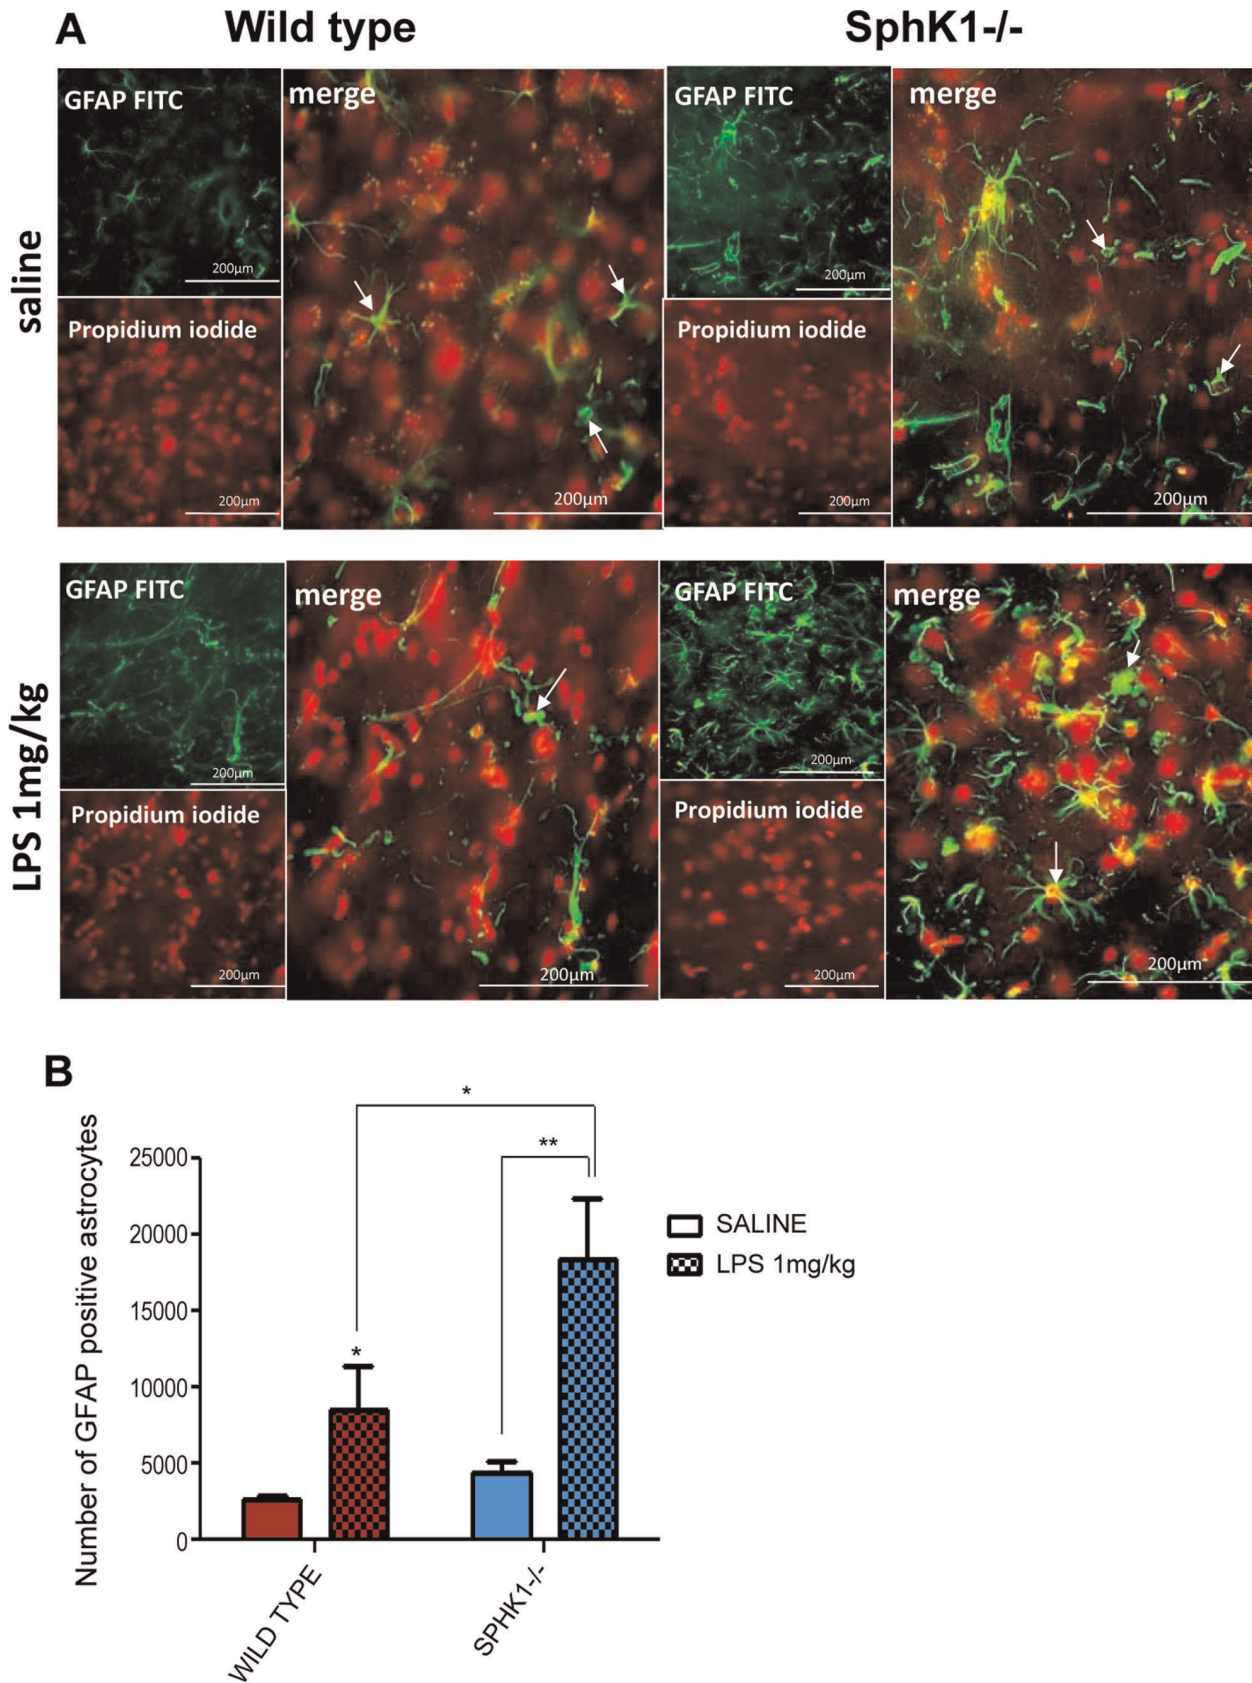 A
Wild type
SphK1-/-
saline
GFAP FITC
200µm
merge
200µm
Propidium iodide
200µm
GFAP FITC
200µm
merge
200µm
Propidium iodide
200µm
LPS 1mg/kg
GFAP FITC
200µm
merge
200µm
Propidium iodide
200µm
GFAP FITC
200µm
merge
200µm
Propidium iodide
200µm
B
Number of GFAP positive astrocytes
25000
20000
15000
10000
5000
0
*
**
*
SALINE
LPS 1mg/kg
WILD TYPE
SPHK1-/-